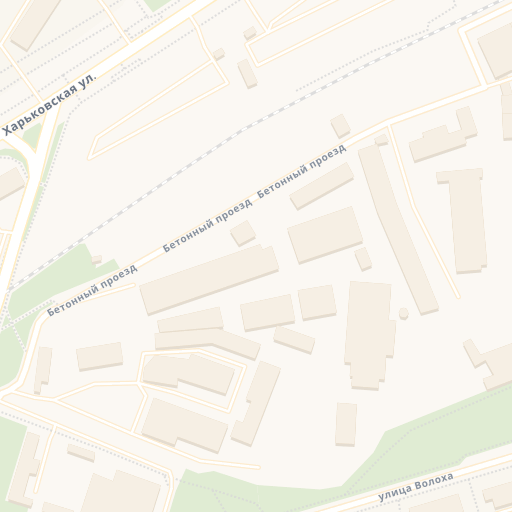 Харьковская ул.
Бетонный проезд
Бетонный проезд
Бетонный проезд
улица Волоха